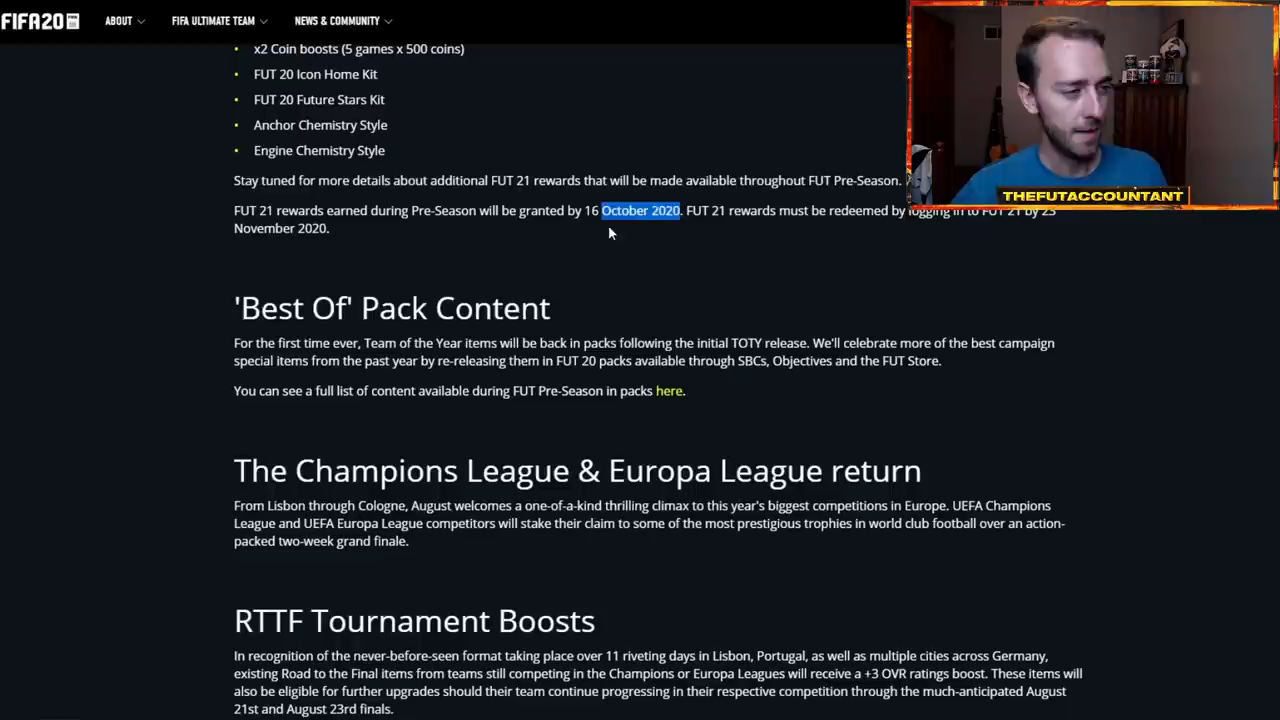 FIFA20
ABOUT
FIFA ULTIMATE TEAM
NEWS & COMMUNITY
• x2 Coin boosts (5 games x 500 coins)
• FUT 20 Icon Home Kit
• FUT 20 Future Stars Kit
• Anchor Chemistry Style
• Engine Chemistry Style
Stay tuned for more details about additional FUT 21 rewards that will be made available throughout FUT Pre-Season.
THEFUTACCOUNTANT
FUT 21 rewards earned during Pre-Season will be granted by 16 October 2020. FUT 21 rewards must be redeemed by logging in to FUT 21 by 23
November 2020.
'Best Of' Pack Content
For the first time ever, Team of the Year items will be back in packs following the initial TOTY release. We'll celebrate more of the best campaign
special items from the past year by re-releasing them in FUT 20 packs available through SBCs, Objectives and the FUT Store.
You can see a full list of content available during FUT Pre-Season in packs here.
The Champions League & Europa League return
From Lisbon through Cologne, August welcomes a one-of-a-kind thrilling climax to this year's biggest competitions in Europe. UEFA Champions
League and UEFA Europa League competitors will stake their claim to some of the most prestigious trophies in world club football over an action-
packed two-week grand finale.
RTTF Tournament Boosts
In recognition of the never-before-seen format taking place over 11 riveting days in Lisbon, Portugal, as well as multiple cities across Germany,
existing Road to the Final items from teams still competing in the Champions or Europa Leagues will receive a +3 OVR ratings boost. These items will
also be eligible for further upgrades should their team continue progressing in their respective competition through the much-anticipated August
21st and August 23rd finals.